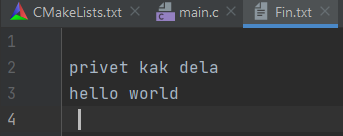 CMakeLists.txt main.c Fin.txt
1
2 privet kak dela
3 hello world
4